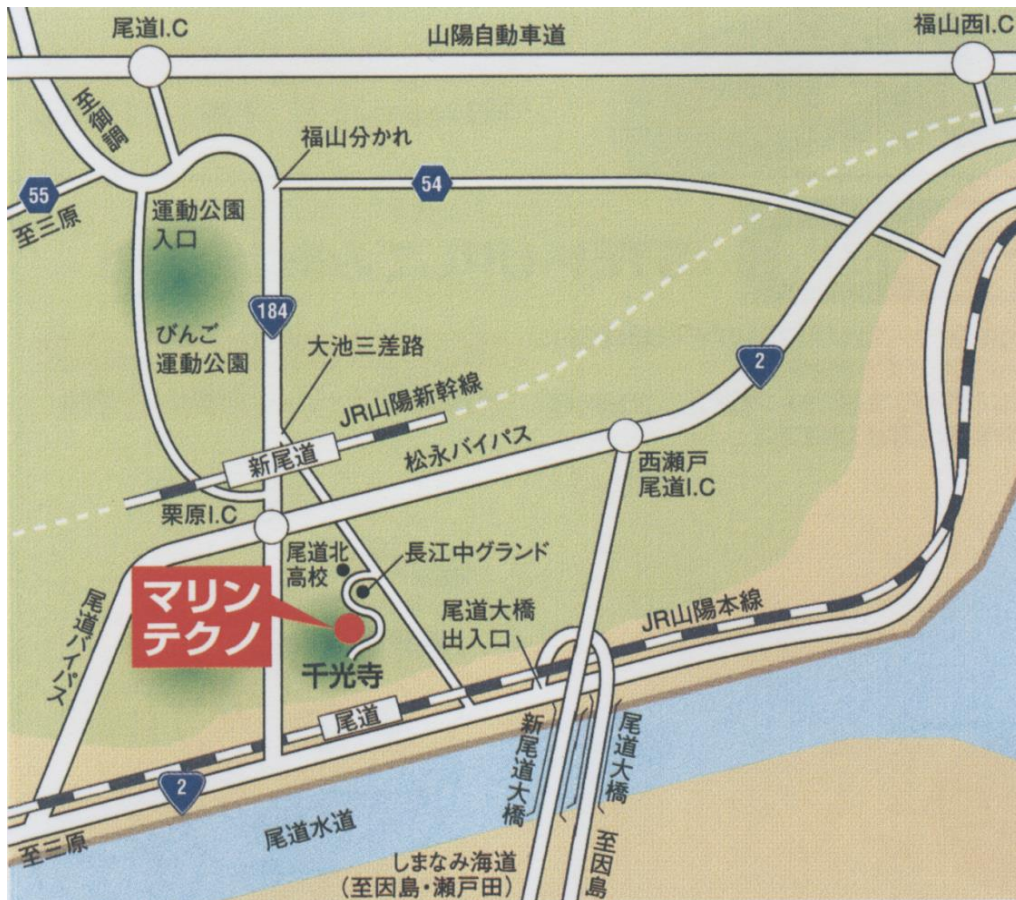 尾道I.C
山陽自動車道
福山西I.C
至御調
福山分かれ
55
54
至三原
運動公園
入口
184
びんご
運動公園
大池三差路
2
JR山陽新幹線
新尾道
松永バイパス
西瀬戸
尾道I.C
栗原I.C
尾道北
高校
長江中グランド
マリン
テクノ
尾道バイパス
尾道大橋
出入口
JR山陽本線
千光寺
尾道
新尾道大橋
尾道大橋
2
至三原
尾道水道
しまなみ海道
(至因島・瀬戸田)
至因島